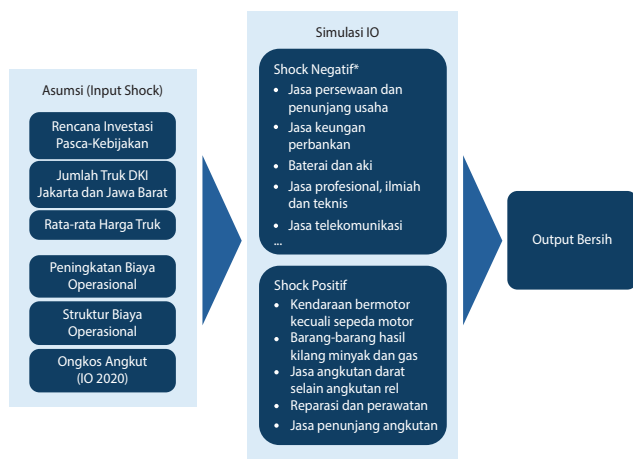 Asumsi (Input Shock)
Rencana Investasi
Pasca-Kebijakan
Jumlah Truk DKI
Jakarta dan Jawa Barat
Rata-rata Harga Truk
Peningkatan Biaya
Operasional
Struktur Biaya
Operasional
Ongkos Angkut
(IO 2020)
Simulasi IO
Shock Negatif*
• Jasa persewaan dan
penunjang usaha
• Jasa keungan
perbankan
• Baterai dan aki
• Jasa profesional, ilmiah
dan teknis
• Jasa telekomunikasi
...
Shock Positif
• Kendaraan bermotor
kecuali sepeda motor
• Barang-barang hasil
kilang minyak dan gas
• Jasa angkutan darat
selain angkutan rel
• Reparasi dan perawatan
• Jasa penunjang angkutan
Output Bersih